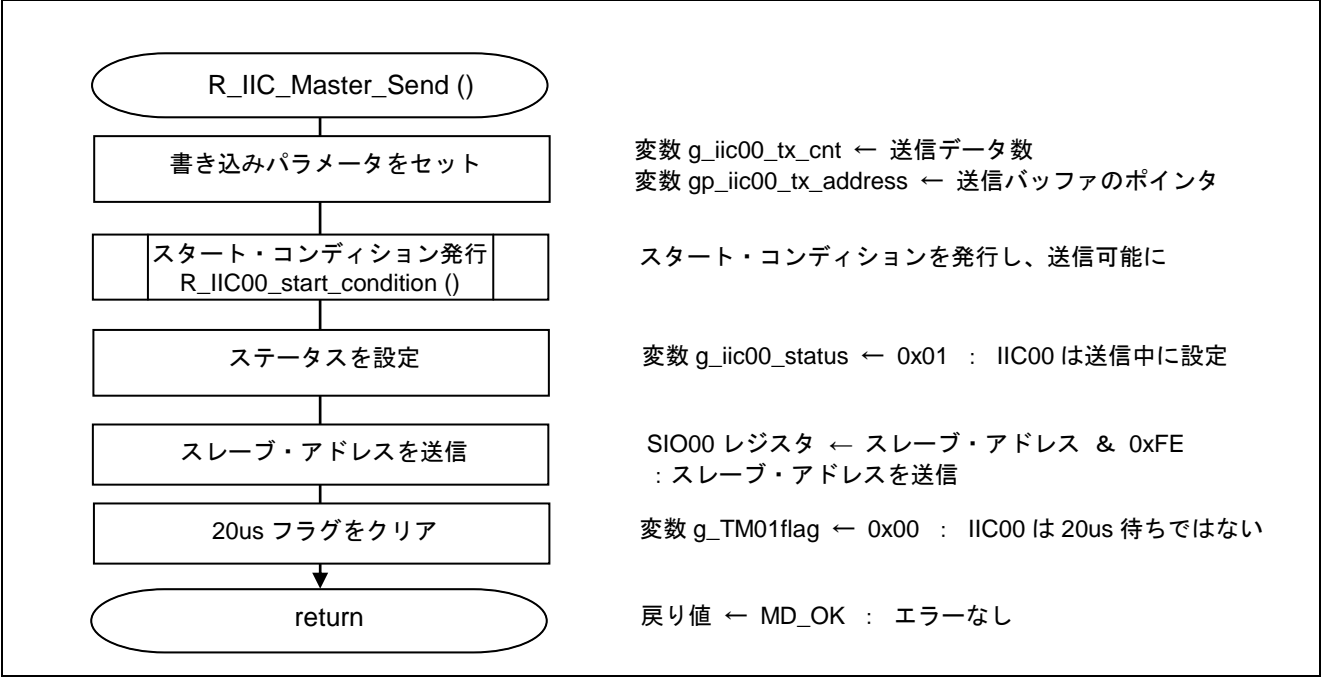 R_IIC_Master_Send ()
書き込みパラメータをセット
変数 g_iic00_tx_cnt ← 送信データ数
変数 gp_iic00_tx_address ← 送信バッファのポインタ
スタート・コンディション発行
R_IIC00_start_condition ()
スタート・コンディションを発行し、送信可能に
ステータスを設定
変数 g_iic00_status ← 0x01 : IIC00 は送信中に設定
スレーブ・アドレスを送信
SIO00 レジスタ ← スレーブ・アドレス & 0xFE
: スレーブ・アドレスを送信
20us フラグをクリア
変数 g_TM01flag ← 0x00 : IIC00 は 20us 待ちではない
return
戻り値 ← MD_OK : エラーなし